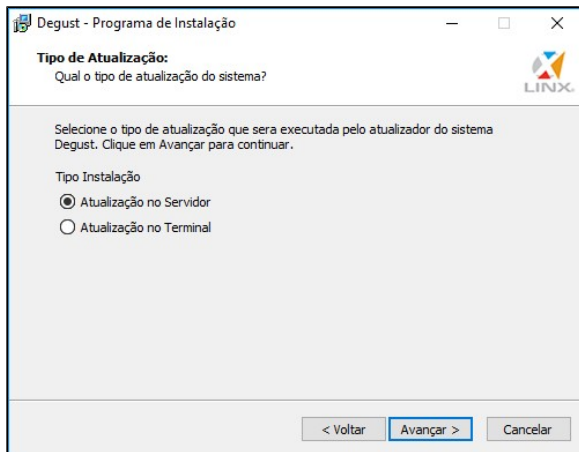 Degust - Programa de Instalação
Tipo de Atualização:
Qual o tipo de atualização do sistema?
LINX
Selecione o tipo de atualização que sera executada pelo atualizador do sistema
Degust. Clique em Avançar para continuar.
Tipo Instalação
Atualização no Servidor
Atualização no Terminal
< Voltar
Avançar >
Cancelar